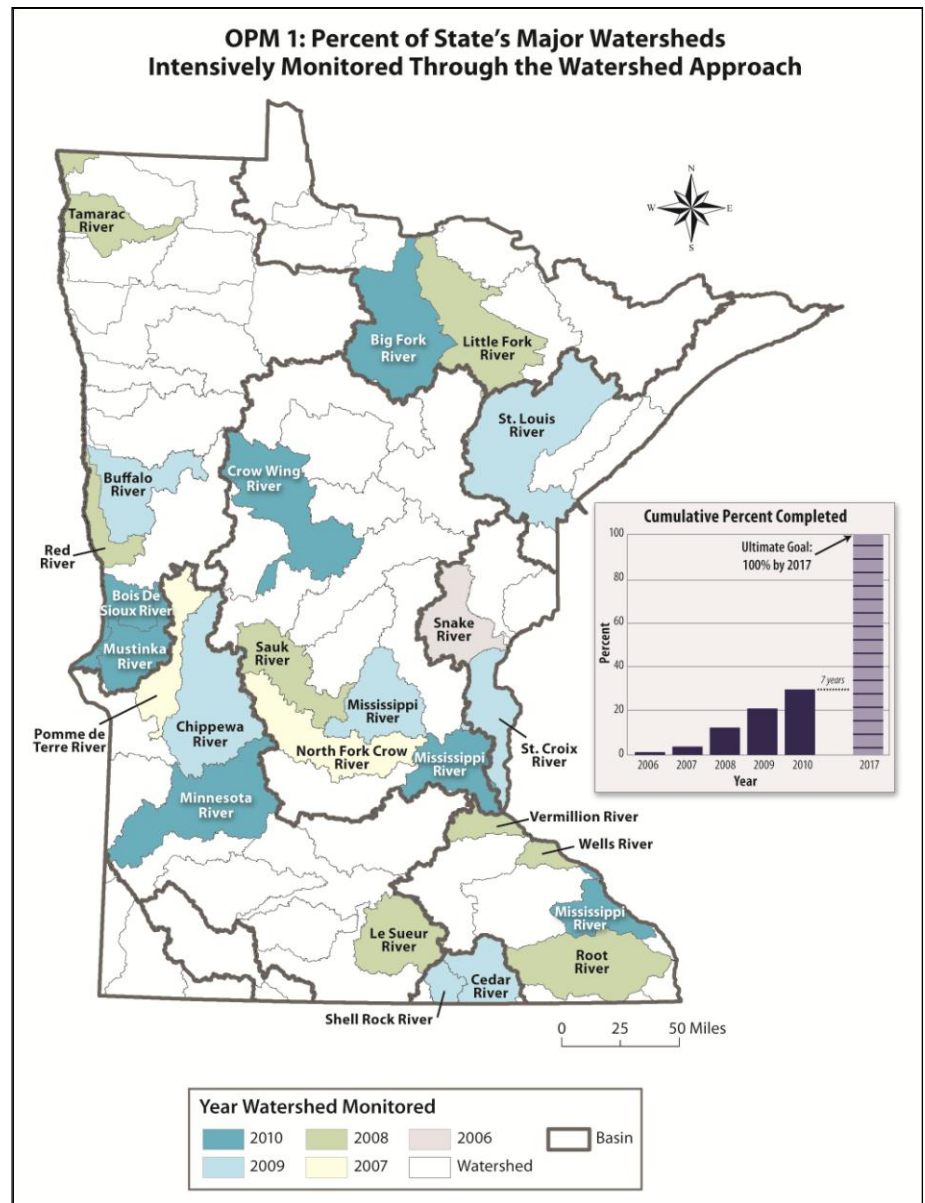 OPM 1: Percent of State's Major Watersheds
Intensively Monitored Through the Watershed Approach
N
W
E
S
Tamarac
River
Big Fork
River
Little Fork
River
St. Louis
River
Crow Wing
River
Buffalo
River
Red
River
Bois De
Sioux River
Mustinka
River
Pomme de
Terre River
Chippewa
River
Sauk
River
Mississippi
River
North Fork Crow
River
Mississippi
River
Snake
River
St. Croix
River
Minnesota
River
Vermillion River
Wells River
Mississippi
River
Le Sueur
River
Root
River
Cedar
River
Shell Rock River
Cumulative Percent Completed
100
80
60
40
20
0
Percent
Ultimate Goal:
100% by 2017
7 years
2006 2007 2008 2009 2010 2017
Year
0 25 50 Miles
Year Watershed Monitored
2010 2008 2006 Basin
2009 2007 Watershed